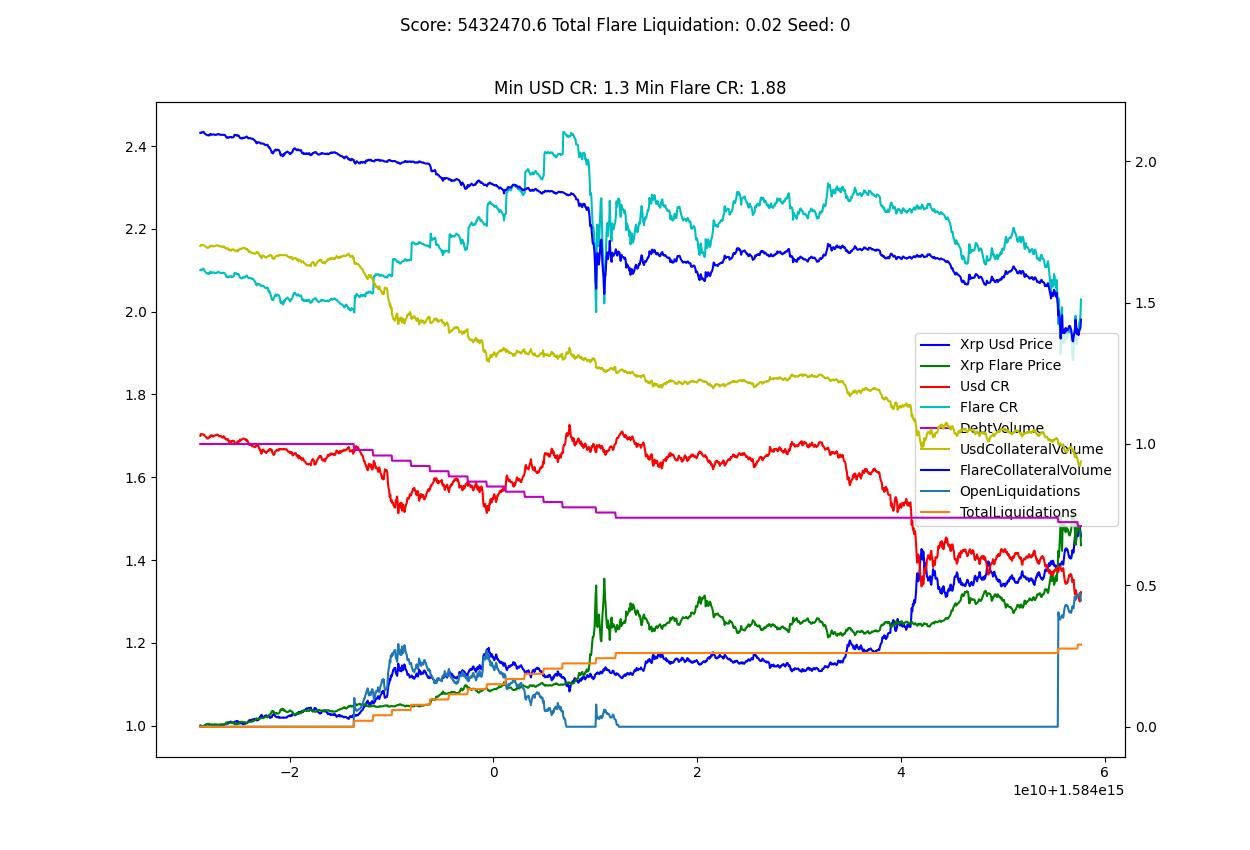 Score: 5432470.6 Total Flare Liquidation: 0.02 Seed: 0
Min USD CR: 1.3 Min Flare CR: 1.88
2.4
2.2
2.0
1.8
1.6
1.4
1.2
1.0
2.0
1.5
1.0
0.5
0.0
Xrp Usd Price
Xrp Flare Price
Usd CR
Flare CR
DebtVolume
UsdCollateralVolume
FlareCollateralVolume
OpenLiquidations
TotalLiquidations
−2 0 2 4 6
1e10+1.584e15